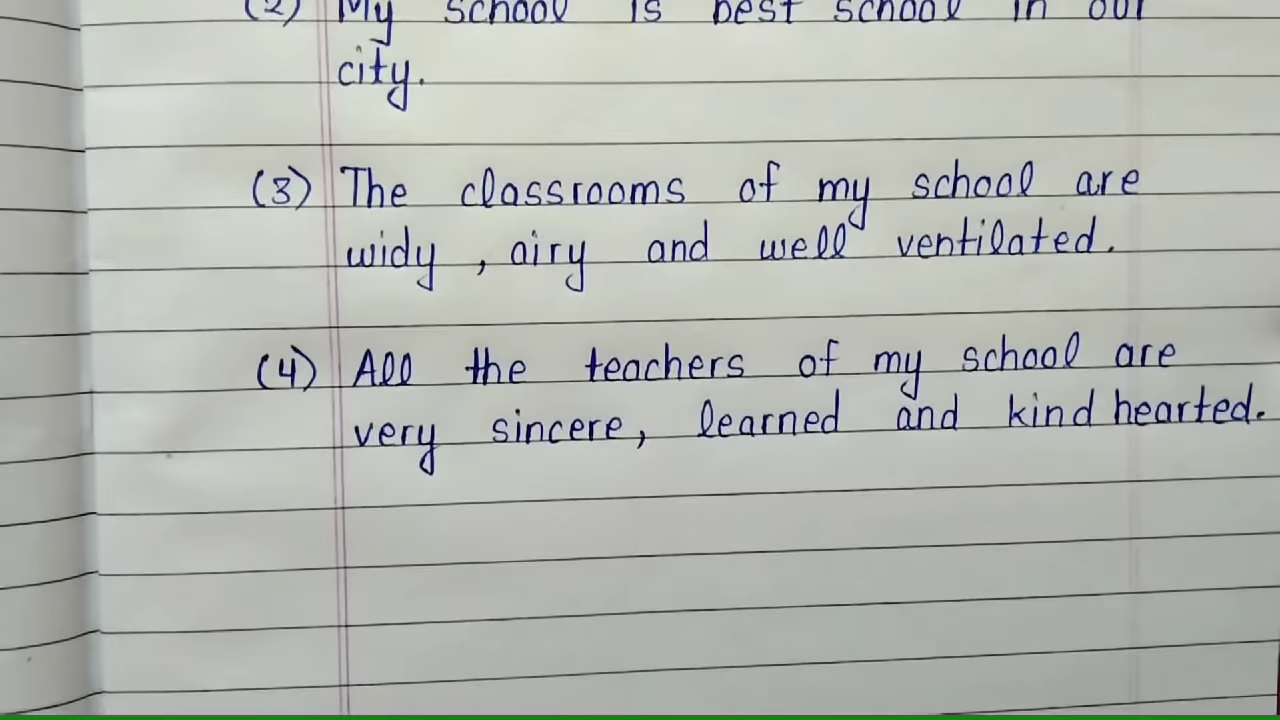 (2) My school is best school in our
city.
(3) The classrooms of my school are
widy , airy and well ventilated.
(4) All the teachers of my school are
very sincere, learned and kind hearted.